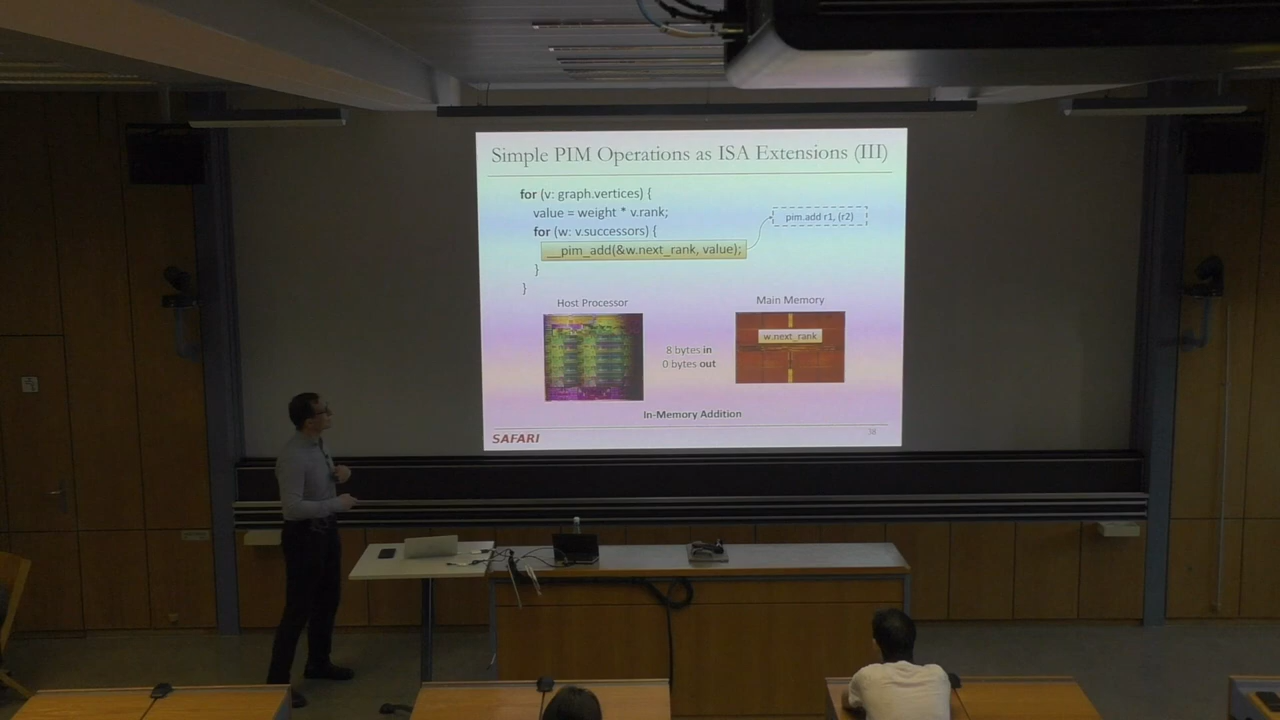 Simple PIM Operations as ISA Extensions (III)
for (v: graph.vertices) {
value = weight * v.rank;
for (w: v.successors) {
__pim_add(&w.next_rank, value);
}
}
pim.add r1, (r2)
Host Processor
Main Memory
w.next_rank
8 bytes in
0 bytes out
In-Memory Addition
SAFARI
38